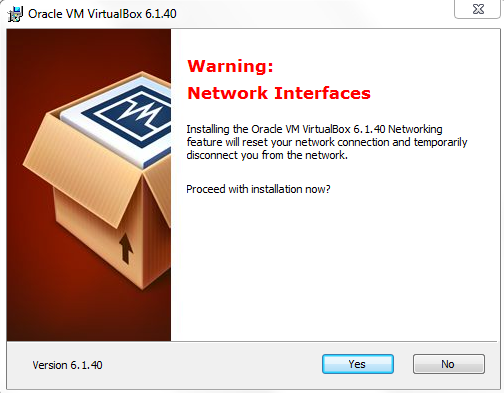 Oracle VM VirtualBox 6.1.40
Warning:
Network Interfaces
Installing the Oracle VM VirtualBox 6.1.40 Networking
feature will reset your network connection and temporarily
disconnect you from the network.
Proceed with installation now?
Version 6.1.40
Yes
No